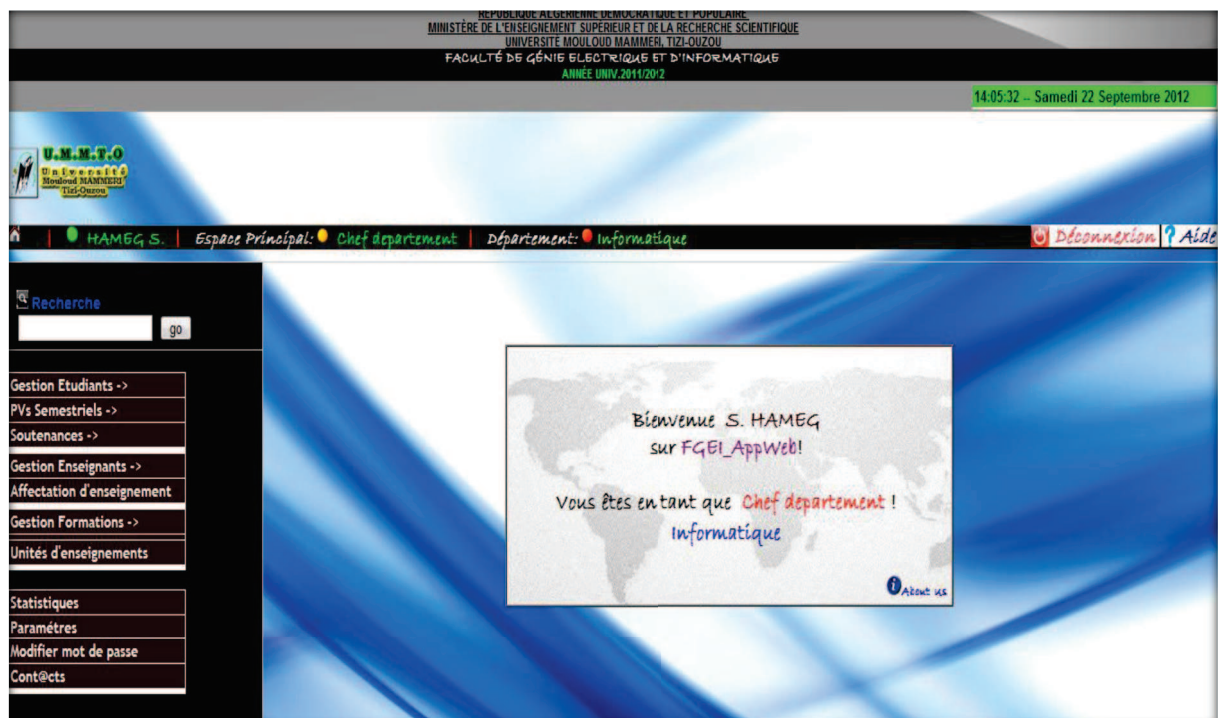 REPUBLIQUE ALGERIENNE DEMOCRATIQUE ET POPULAIRE
MINISTÈRE DE L'ENSEIGNEMENT SUPÉRIEUR ET DE LA RECHERCHE SCIENTIFIQUE
UNIVERSITÉ MOULOUD MAMMERI, TIZI-OUZOU
FACULTÉ DE GÉNIE ELECTRIQUE ET D'INFORMATIQUE
ANNÉE UNIV.2011/2012
14:05:32 -- Samedi 22 Septembre 2012
U.M.M.T.O
Université
Mouloud MAMMERI
Tizi-Ouzou
HAMEG S. | Espace Principal: Chef departement | Département: Informatique
Déconnexion ? Aide
Recherche
go
Gestion Etudiants ->
PVs Semestriels ->
Soutenances ->
Gestion Enseignants ->
Affectation d'enseignement
Gestion Formations ->
Unités d'enseignements
Statistiques
Paramétres
Modifier mot de passe
Cont@cts
Bienvenue S. HAMEG
sur FGEI_AppWeb!
Vous êtes en tant que Chef departement !
Informatique
i About us